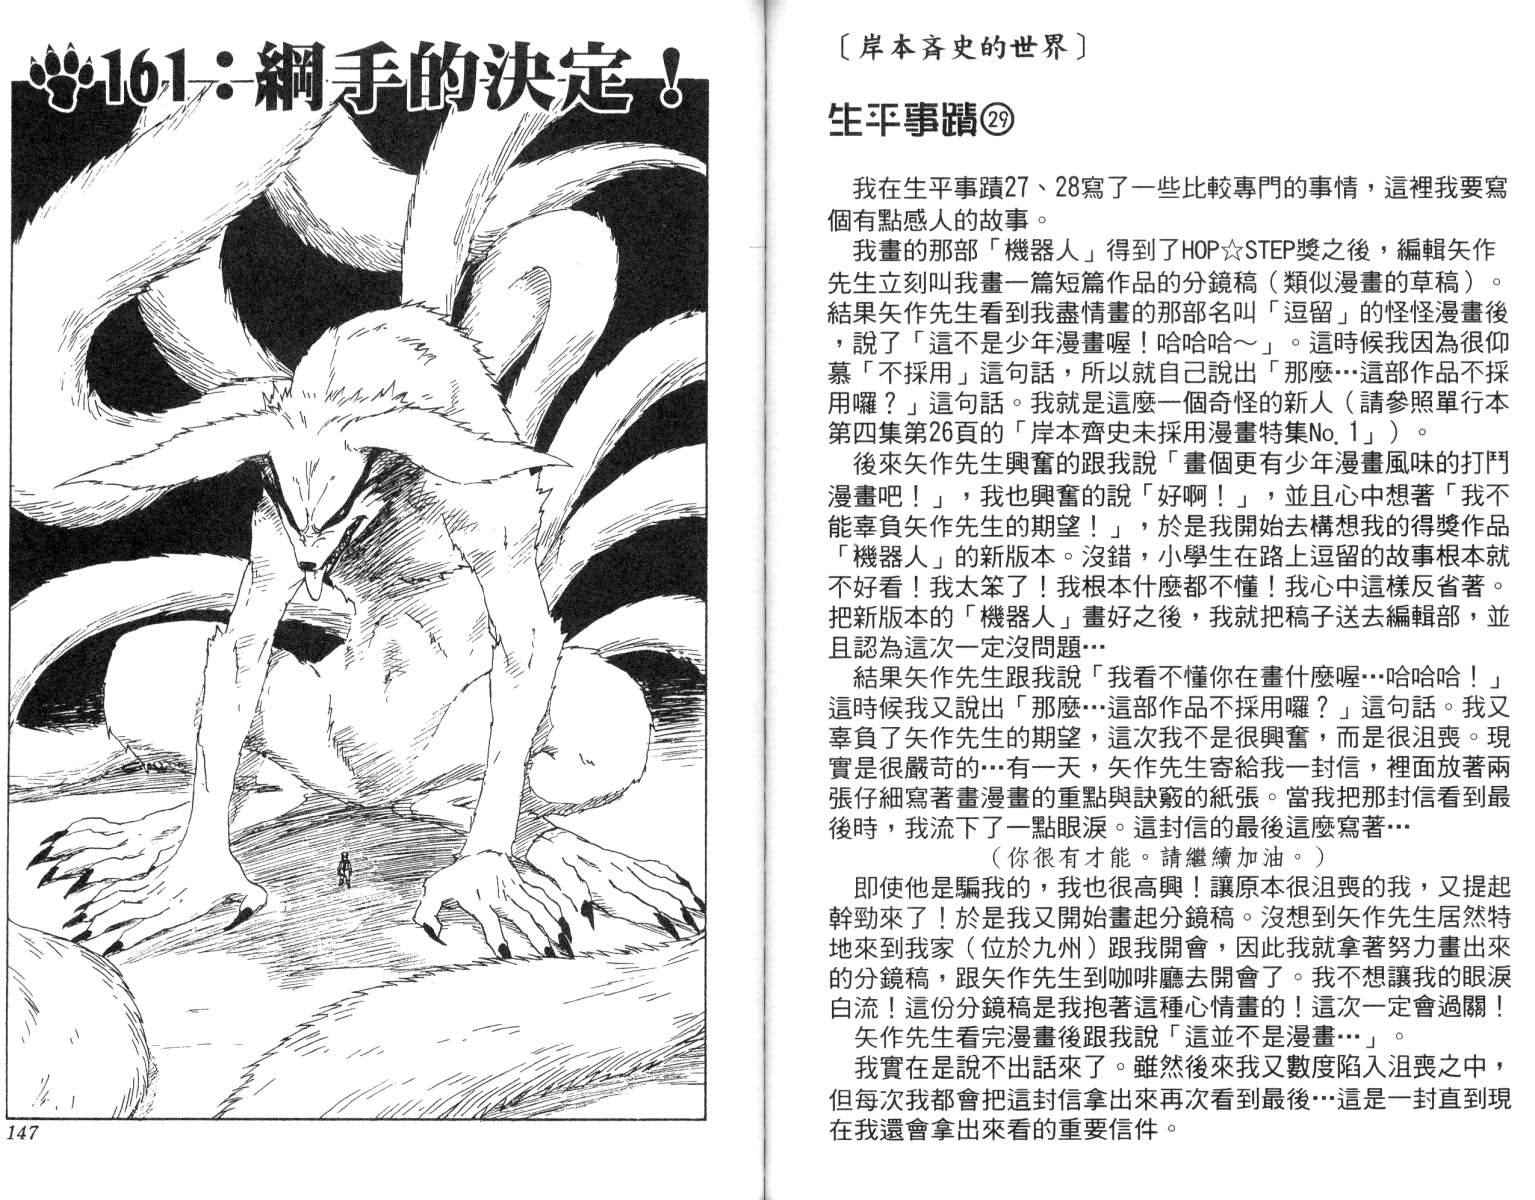 〔岸本斉史的世界〕
生平事蹟㉙
我在生平事蹟27、28寫了一些比較專門的事情，這裡我要寫
個有點感人的故事。
我畫的那部「機器人」得到了HOP☆STEP獎之後，編輯矢作
先生立刻叫我畫一篇短篇作品的分鏡稿（類似漫畫的草稿）。
結果矢作先生看到我盡情畫的那部名叫「逗留」的怪怪漫畫後
，說了「這不是少年漫畫喔！哈哈哈～」。這時候我因為很仰
慕「不採用」這句話，所以就自己說出「那麼…這部作品不採
用囉？」這句話。我就是這麼一個奇怪的新人（請參照單行本
第四集第26頁的「岸本齊史未採用漫畫特集No.1」）。
後來矢作先生興奮的跟我說「畫個更有少年漫畫風味的打鬥
漫畫吧！」，我也興奮的說「好啊！」，並且心中想著「我不
能辜負矢作先生的期望！」，於是我開始去構想我的得獎作品
「機器人」的新版本。沒錯，小學生在路上逗留的故事根本就
不好看！我太笨了！我根本什麼都不懂！我心中這樣反省著。
把新版本的「機器人」畫好之後，我就把稿子送去編輯部，並
且認為這次一定沒問題…
結果矢作先生跟我說「我看不懂你在畫什麼喔…哈哈哈！」
這時候我又說出「那麼…這部作品不採用囉？」這句話。我又
辜負了矢作先生的期望，這次我不是很興奮，而是很沮喪。現
實是很嚴苛的…有一天，矢作先生寄給我一封信，裡面放著兩
張仔細寫著畫漫畫的重點與訣竅的紙張。當我把那封信看到最
後時，我流下了一點眼淚。這封信的最後這麼寫著…
（你很有才能。請繼續加油。）
即使他是騙我的，我也很高興！讓原本很沮喪的我，又提起
幹勁來了！於是我又開始畫起分鏡稿。沒想到矢作先生居然特
地來到我家（位於九州）跟我開會，因此我就拿著努力畫出來
的分鏡稿，跟矢作先生到咖啡廳去開會了。我不想讓我的眼淚
白流！這份分鏡稿是我抱著這種心情畫的！這次一定會過關！
矢作先生看完漫畫後跟我說「這並不是漫畫…」。
我實在是說不出話來了。雖然後來我又數度陷入沮喪之中，
但每次我都會把這封信拿出來再次看到最後…這是一封直到現
在我還會拿出來看的重要信件。
161：綱手的決定！
147